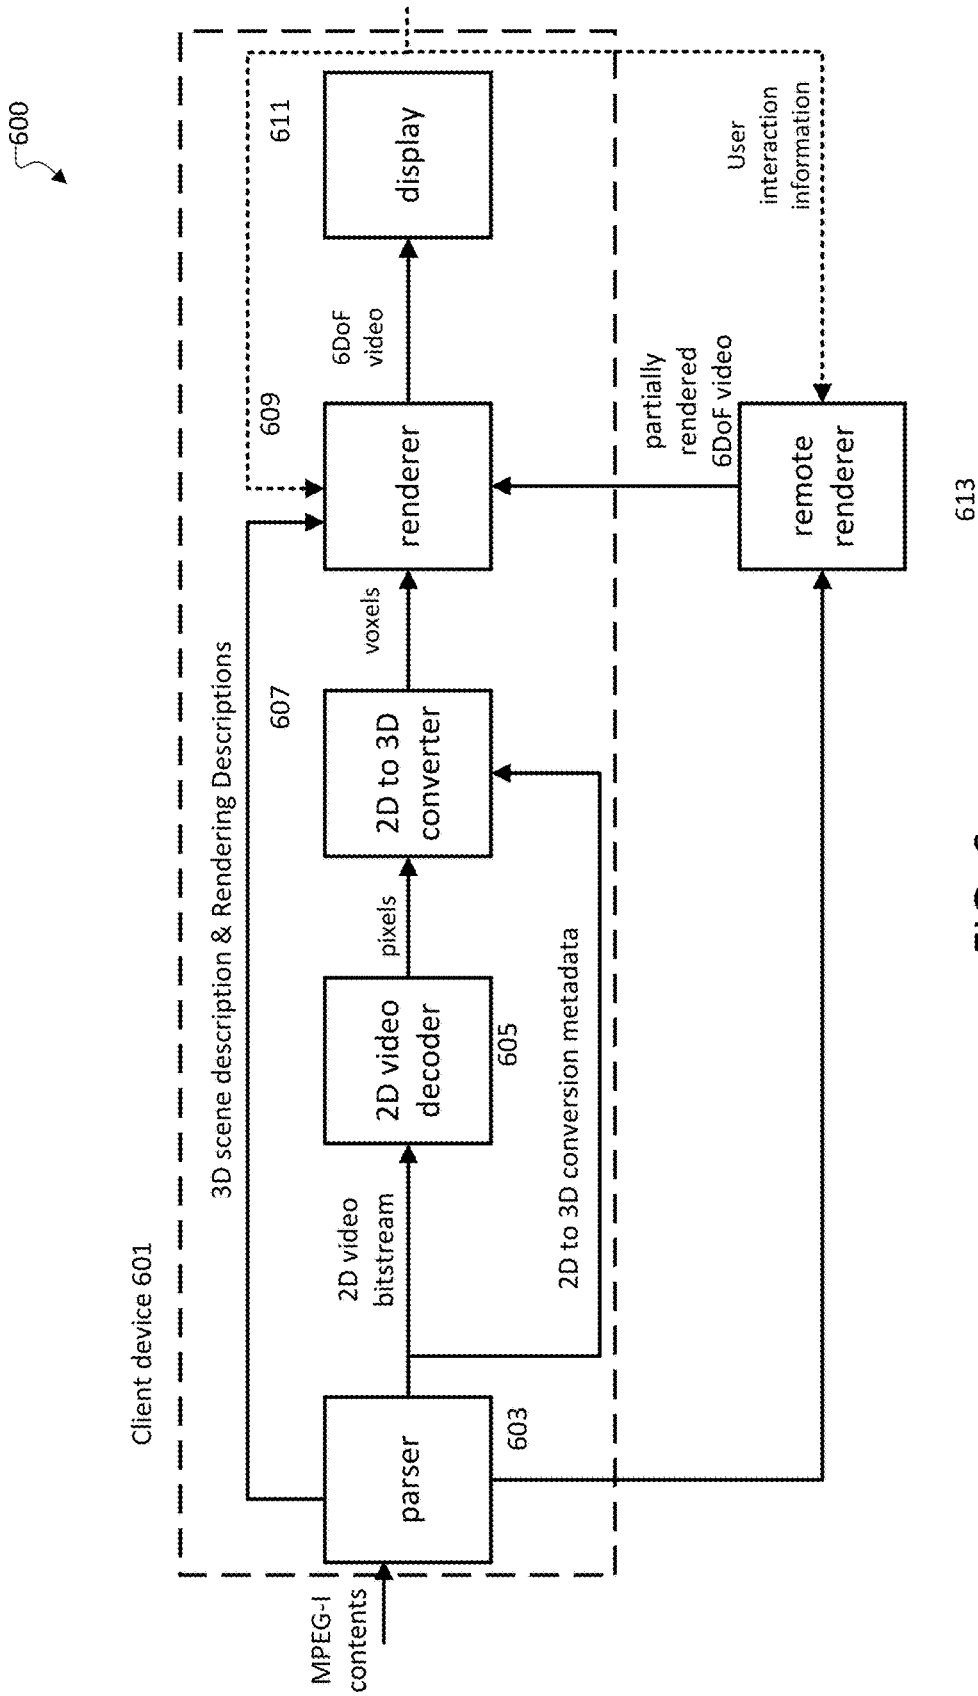 600
Client device 601
3D scene description & Rendering Descriptions
MPEG-I
contents
parser
603
2D video
bitstream
2D video
decoder
605
pixels
2D to 3D
converter
607
2D to 3D conversion metadata
voxels
renderer
609
6DoF
video
display
611
partially
rendered
6DoF video
User
interaction
information
remote
renderer
613